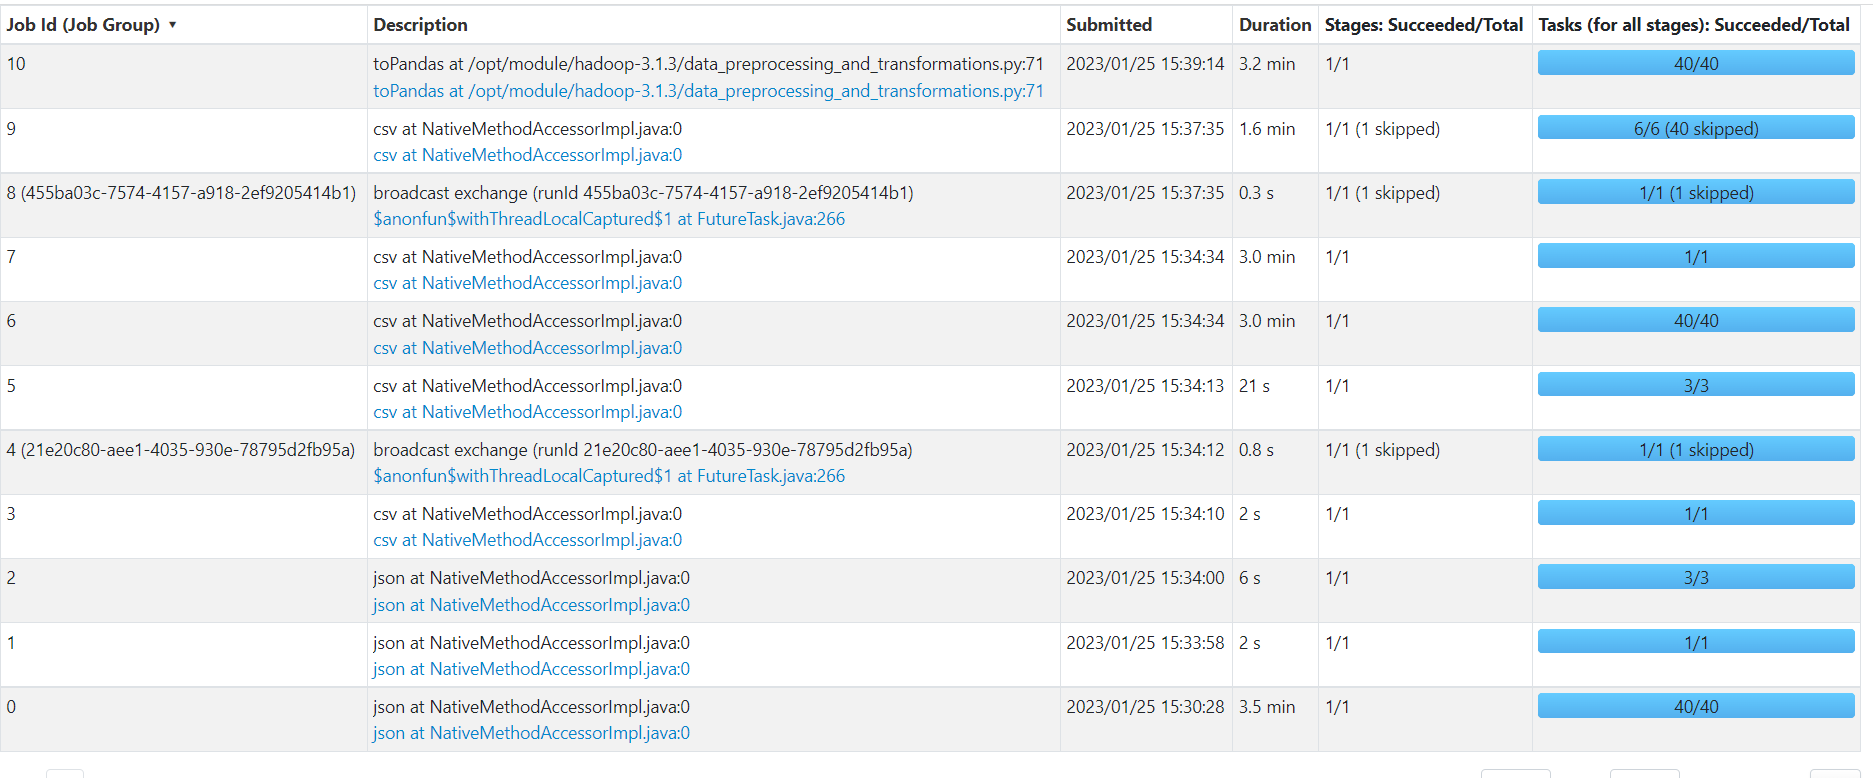 Job Id (Job Group) ▾ Description Submitted Duration Stages: Succeeded/Total Tasks (for all stages): Succeeded/Total
10 toPandas at /opt/module/hadoop-3.1.3/data_preprocessing_and_transformations.py:71 2023/01/25 15:39:14 3.2 min 1/1 40/40
toPandas at /opt/module/hadoop-3.1.3/data_preprocessing_and_transformations.py:71
9 csv at NativeMethodAccessorImpl.java:0 2023/01/25 15:37:35 1.6 min 1/1 (1 skipped) 6/6 (40 skipped)
csv at NativeMethodAccessorImpl.java:0
8 (455ba03c-7574-4157-a918-2ef9205414b1) broadcast exchange (runId 455ba03c-7574-4157-a918-2ef9205414b1) 2023/01/25 15:37:35 0.3 s 1/1 (1 skipped) 1/1 (1 skipped)
$anonfun$withThreadLocalCaptured$1 at FutureTask.java:266
7 csv at NativeMethodAccessorImpl.java:0 2023/01/25 15:34:34 3.0 min 1/1 1/1
csv at NativeMethodAccessorImpl.java:0
6 csv at NativeMethodAccessorImpl.java:0 2023/01/25 15:34:34 3.0 min 1/1 40/40
csv at NativeMethodAccessorImpl.java:0
5 csv at NativeMethodAccessorImpl.java:0 2023/01/25 15:34:13 21 s 1/1 3/3
csv at NativeMethodAccessorImpl.java:0
4 (21e20c80-aee1-4035-930e-78795d2fb95a) broadcast exchange (runId 21e20c80-aee1-4035-930e-78795d2fb95a) 2023/01/25 15:34:12 0.8 s 1/1 (1 skipped) 1/1 (1 skipped)
$anonfun$withThreadLocalCaptured$1 at FutureTask.java:266
3 csv at NativeMethodAccessorImpl.java:0 2023/01/25 15:34:10 2 s 1/1 1/1
csv at NativeMethodAccessorImpl.java:0
2 json at NativeMethodAccessorImpl.java:0 2023/01/25 15:34:00 6 s 1/1 3/3
json at NativeMethodAccessorImpl.java:0
1 json at NativeMethodAccessorImpl.java:0 2023/01/25 15:33:58 2 s 1/1 1/1
json at NativeMethodAccessorImpl.java:0
0 json at NativeMethodAccessorImpl.java:0 2023/01/25 15:30:28 3.5 min 1/1 40/40
json at NativeMethodAccessorImpl.java:0